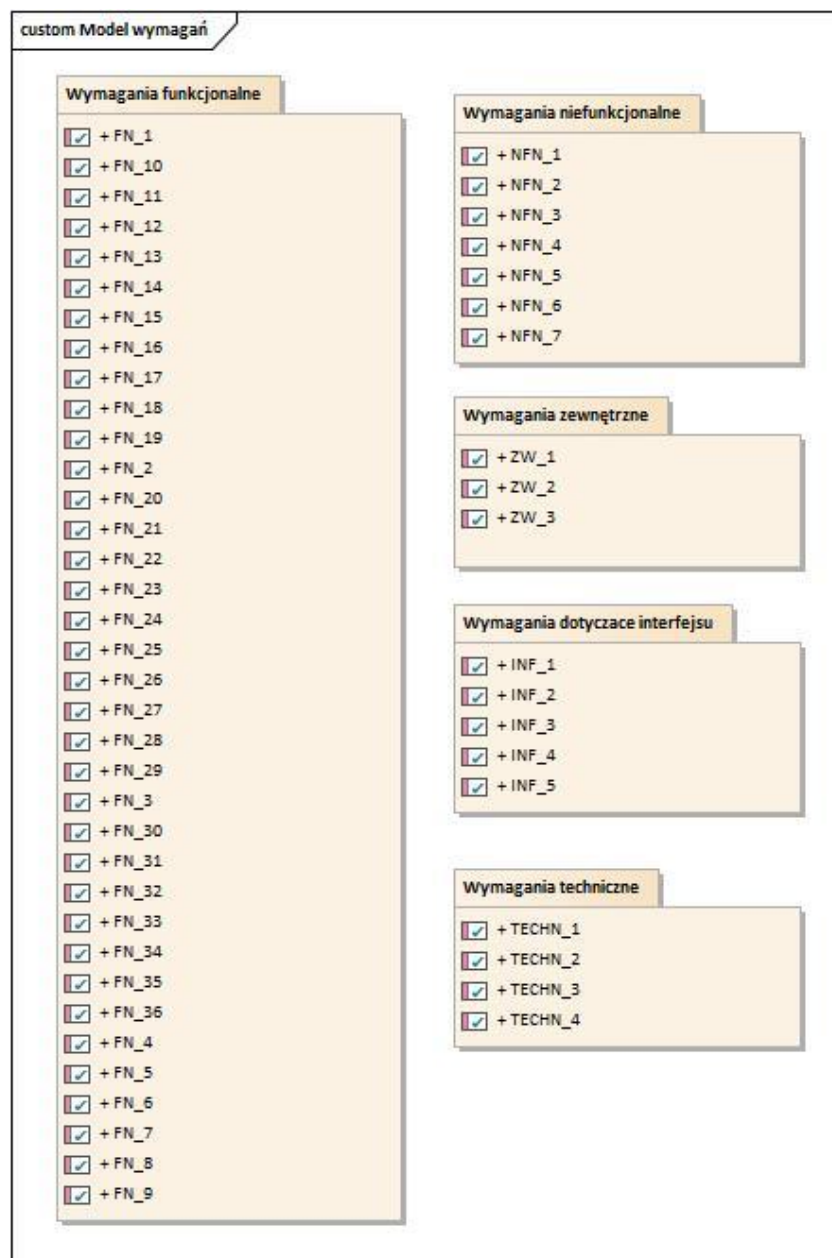 custom Model wymagań
Wymagania funkcjonalne
+ FN_1
+ FN_10
+ FN_11
+ FN_12
+ FN_13
+ FN_14
+ FN_15
+ FN_16
+ FN_17
+ FN_18
+ FN_19
+ FN_2
+ FN_20
+ FN_21
+ FN_22
+ FN_23
+ FN_24
+ FN_25
+ FN_26
+ FN_27
+ FN_28
+ FN_29
+ FN_3
+ FN_30
+ FN_31
+ FN_32
+ FN_33
+ FN_34
+ FN_35
+ FN_36
+ FN_4
+ FN_5
+ FN_6
+ FN_7
+ FN_8
+ FN_9
Wymagania niefunkcjonalne
+ NFN_1
+ NFN_2
+ NFN_3
+ NFN_4
+ NFN_5
+ NFN_6
+ NFN_7
Wymagania zewnętrzne
+ ZW_1
+ ZW_2
+ ZW_3
Wymagania dotyczace interfejsu
+ INF_1
+ INF_2
+ INF_3
+ INF_4
+ INF_5
Wymagania techniczne
+ TECHN_1
+ TECHN_2
+ TECHN_3
+ TECHN_4